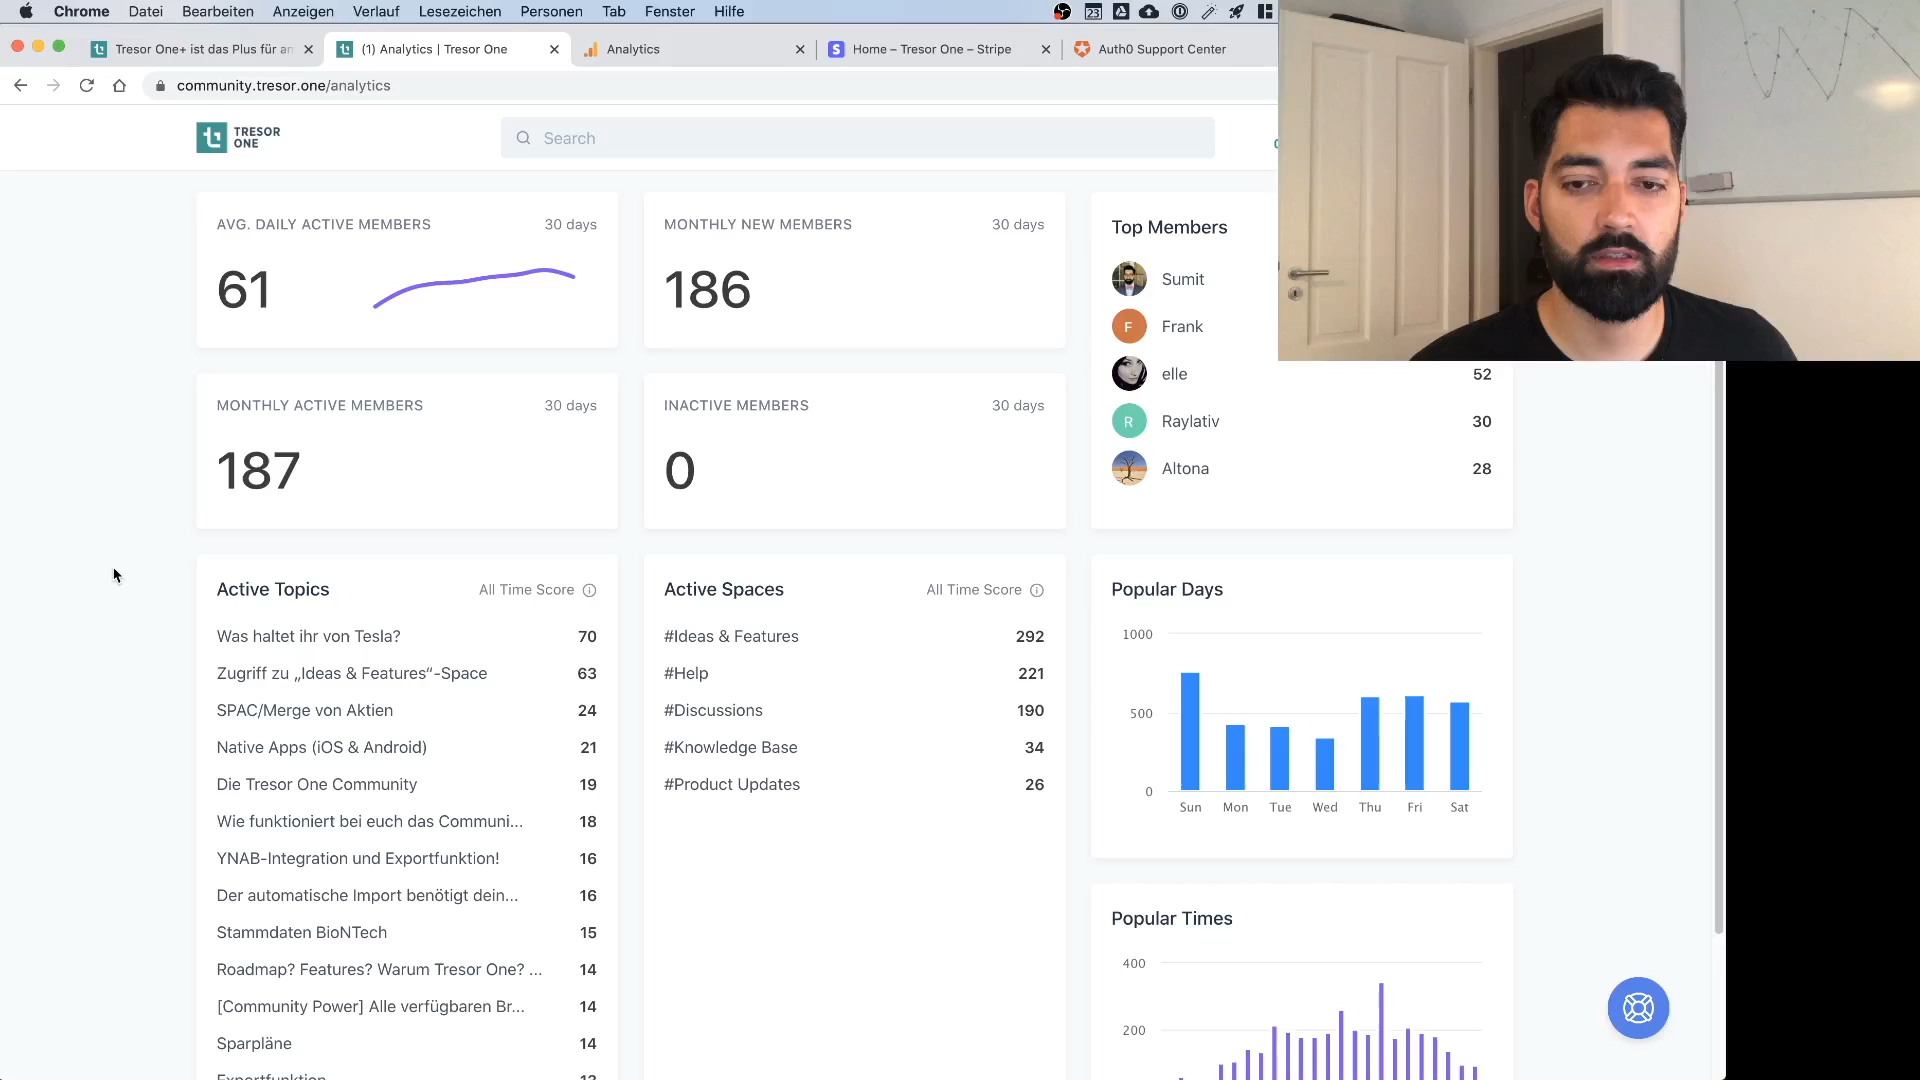 Chrome Datei Bearbeiten Anzeigen Verlauf Lesezeichen Personen Tab Fenster Hilfe 23
Tresor One+ ist das Plus für an (1) Analytics | Tresor One Analytics Home – Tresor One – Stripe Auth0 Support Center
community.tresor.one/analytics
TRESOR
ONE
Search
AVG. DAILY ACTIVE MEMBERS 30 days
61
MONTHLY NEW MEMBERS 30 days
186
MONTHLY ACTIVE MEMBERS 30 days
187
INACTIVE MEMBERS 30 days
0
Top Members
Sumit
F Frank
elle 52
R Raylativ 30
Altona 28
Active Topics All Time Score
Was haltet ihr von Tesla? 70
Zugriff zu „Ideas & Features“-Space 63
SPAC/Merge von Aktien 24
Native Apps (iOS & Android) 21
Die Tresor One Community 19
Wie funktioniert bei euch das Communi... 18
YNAB-Integration und Exportfunktion! 16
Der automatische Import benötigt dein... 16
Stammdaten BioNTech 15
Roadmap? Features? Warum Tresor One? ... 14
[Community Power] Alle verfügbaren Br... 14
Sparpläne 14
Active Spaces All Time Score
#Ideas & Features 292
#Help 221
#Discussions 190
#Knowledge Base 34
#Product Updates 26
Popular Days
1000
500
0
Sun Mon Tue Wed Thu Fri Sat
Popular Times
400
200